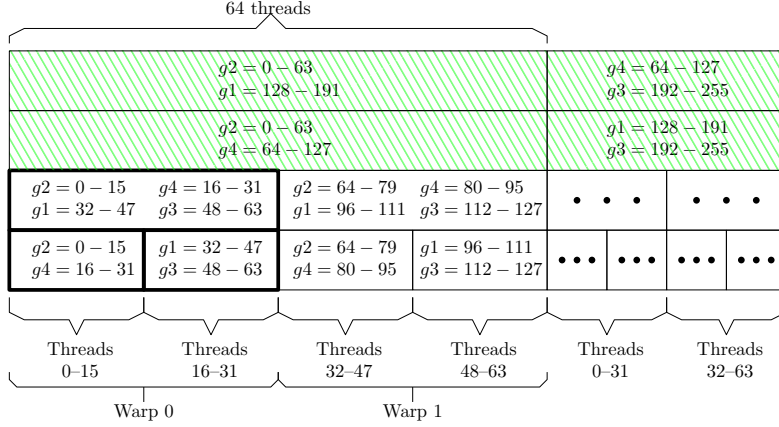 64 threads
g2 = 0 − 63
g1 = 128 − 191
g4 = 64 − 127
g3 = 192 − 255
g2 = 0 − 63
g4 = 64 − 127
g1 = 128 − 191
g3 = 192 − 255
g2 = 0 − 15 g4 = 16 − 31 g2 = 64 − 79 g4 = 80 − 95
g1 = 32 − 47 g3 = 48 − 63 g1 = 96 − 111 g3 = 112 − 127
g2 = 0 − 15 g1 = 32 − 47 g2 = 64 − 79 g1 = 96 − 111
g4 = 16 − 31 g3 = 48 − 63 g4 = 80 − 95 g3 = 112 − 127
Threads Threads Threads Threads Threads Threads
0–15 16–31 32–47 48–63 0–31 32–63
Warp 0 Warp 1